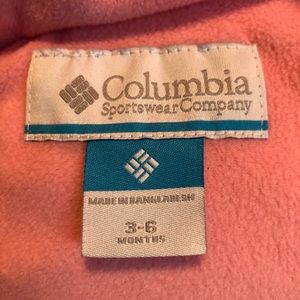 Columbia
Sportswear Company
MADE IN BANGLADESH
3-6
MONTHS